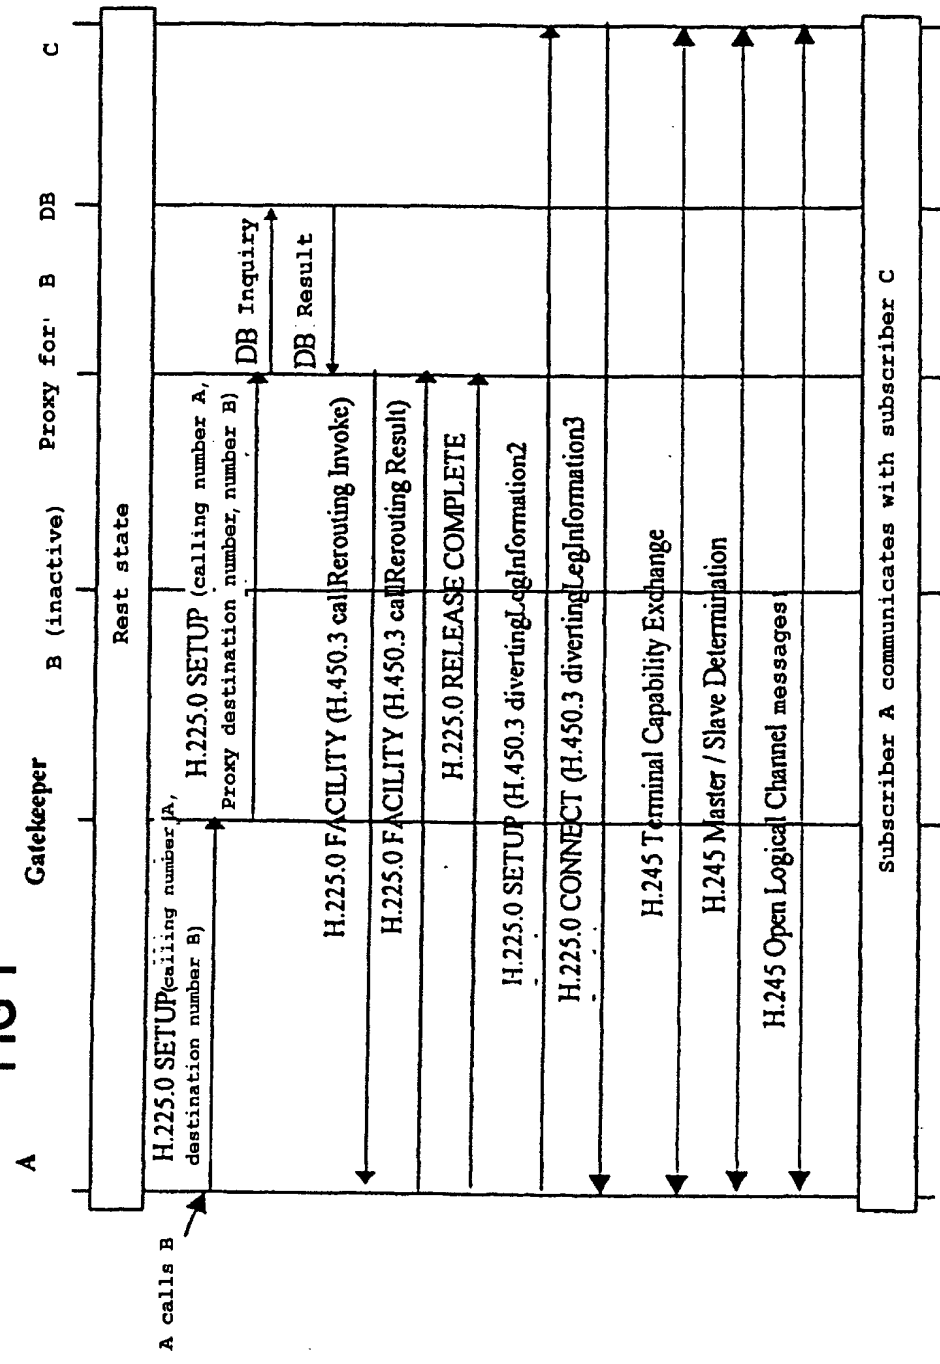 FIG 1
A
Gatekeeper
B (inactive)
Proxy for B
DB
C
Rest state
A calls B
H.225.0 SETUP(calling number A,
destination number B)
H.225.0 SETUP (calling number A,
Proxy destination number, number B)
DB Inquiry
DB Result
H.225.0 FACILITY (H.450.3 callRerouting Invoke)
H.225.0 FACILITY (H.450.3 callRerouting Result)
H.225.0 RELEASE COMPLETE
H.225.0 SETUP (H.450.3 divertingLegInformation2
H.225.0 CONNECT (H.450.3 divertingLegInformation3
H.245 Terminal Capability Exchange
H.245 Master / Slave Determination
H.245 Open Logical Channel messages
Subscriber A communicates with subscriber C